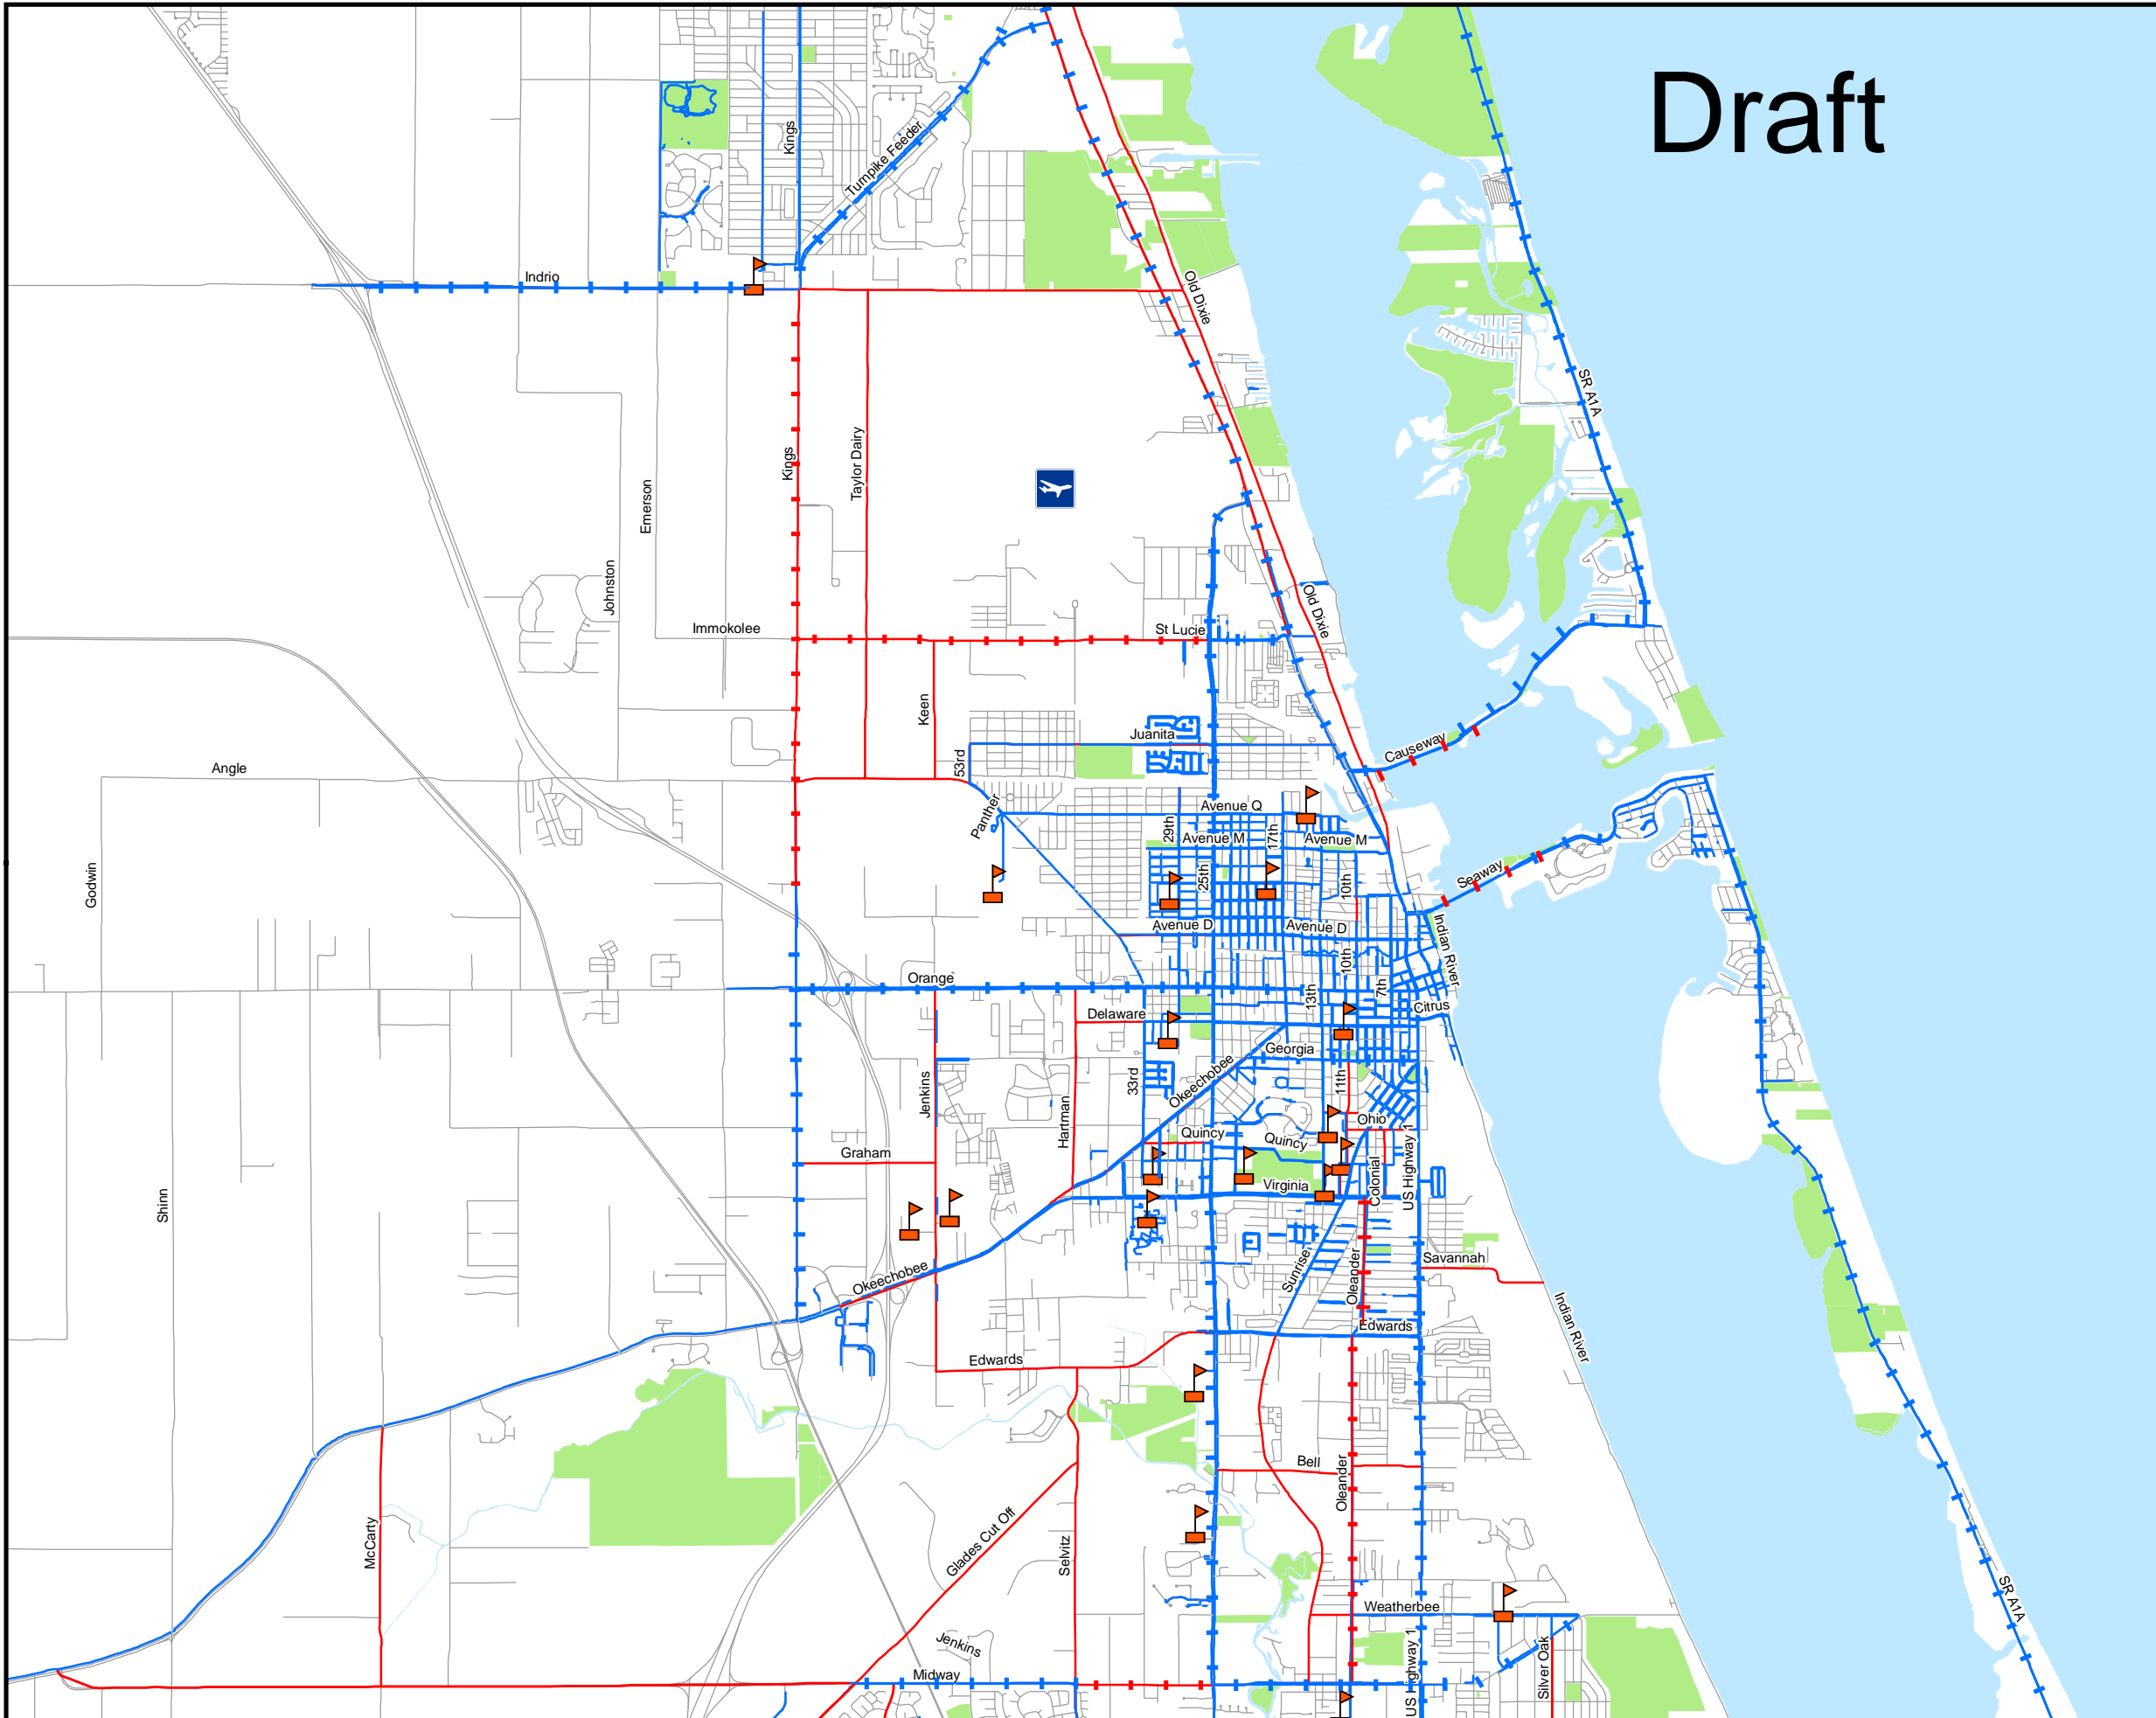 Draft
Kings
Turnpike Feeder
Indrio
Old Dixie
SR A1A
Kings
Taylor Dairy
Emerson
Johnston
Old Dixie
Immokolee
St Lucie
Keen
Juanita
53rd
Causeway
Angle
Panther
Avenue Q
29th
17th
Avenue M
Avenue M
Godwin
25th
10th
Seaway
Avenue D
Avenue D
Indian River
10th
Orange
13th
7th
Citrus
Delaware
Georgia
Okeechobee
33rd
11th
Jenkins
Hartman
Ohio
Quincy
Quincy
Graham
Colonial
US Highway 1
Virginia
Shinn
Savannah
Sunrise
Oleander
Okeechobee
Indian River
Edwards
Edwards
Bell
Oleander
McCarty
Glades Cut Off
Selvitz
Weatherbee
SR A1A
Jenkins
Silver Oak
US Highway 1
Midway